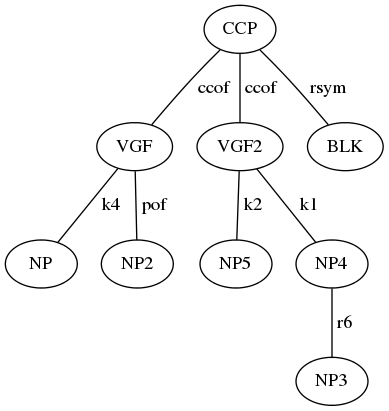 CCP
ccof ccof rsym
VGF VGF2 BLK
k4 pof k2 k1
NP NP2 NP5 NP4
r6
NP3